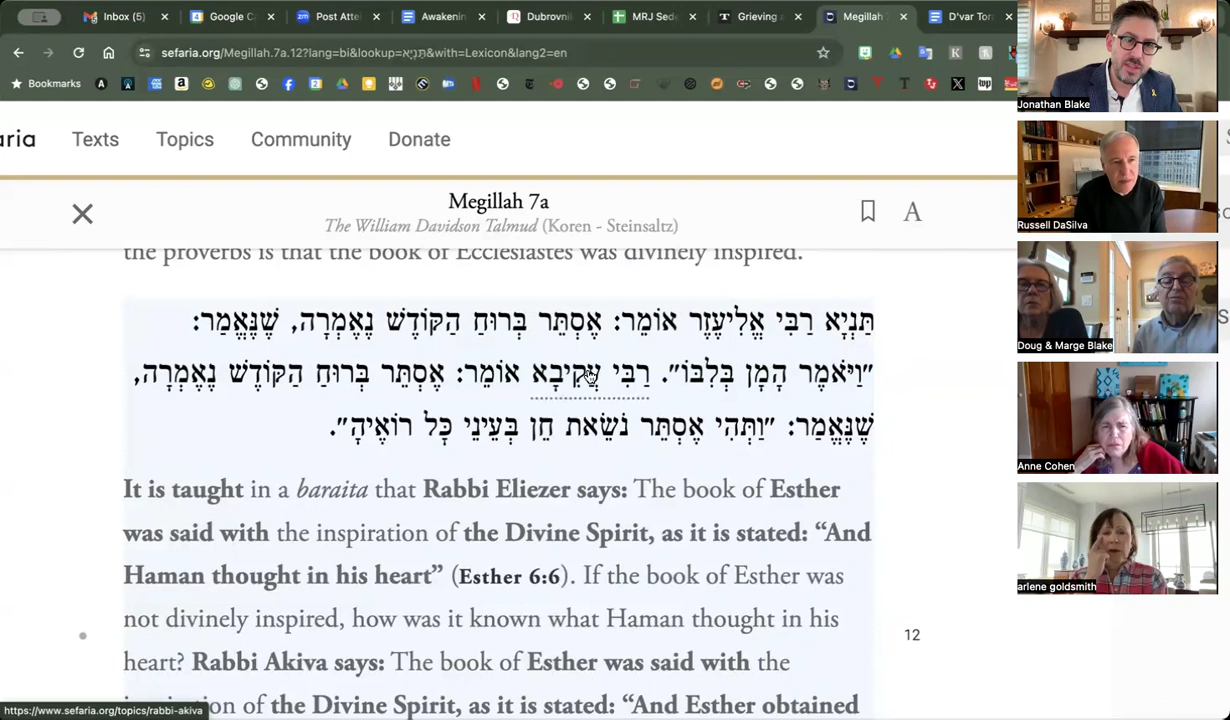 Inbox (5)
Google C
Post Attel
Awakenin
Dubrovnil
MRJ Sede
Grieving a
Megillah 7
D'var Tor
sefaria.org/Megillah.7a.12?lang=bi&lookup=תַּנְיָא&with=Lexicon&lang2=en
Bookmarks
aria
Texts
Topics
Community
Donate
Megillah 7a
The William Davidson Talmud (Koren - Steinsaltz)
A
the proverbs is that the book of Ecclesiastes was divinely inspired.
תַּנְיָא רַבִּי אֱלִיעֶזֶר אוֹמֵר: אֶסְתֵּר בְּרוּחַ הַקּוֹדֶשׁ נֶאֶמְרָה, שֶׁנֶּאֱמַר:
״וַיֹּאמֶר הָמָן בְּלִבּוֹ״. רַבִּי עֲקִיבָא אוֹמֵר: אֶסְתֵּר בְּרוּחַ הַקּוֹדֶשׁ נֶאֶמְרָה,
שֶׁנֶּאֱמַר: ״וַתְּהִי אֶסְתֵּר נֹשֵׂאת חֵן בְּעֵינֵי כׇּל רוֹאֶיהָ״.
It is taught in a baraita that Rabbi Eliezer says: The book of Esther
was said with the inspiration of the Divine Spirit, as it is stated: “And
Haman thought in his heart” (Esther 6:6). If the book of Esther was
not divinely inspired, how was it known what Haman thought in his
12
heart? Rabbi Akiva says: The book of Esther was said with the
inspiration of the Divine Spirit, as it is stated: “And Esther obtained
https://www.sefaria.org/topics/rabbi-akiva
Jonathan Blake
Russell DaSilva
Doug & Marge Blake
Anne Cohen
arlene goldsmith